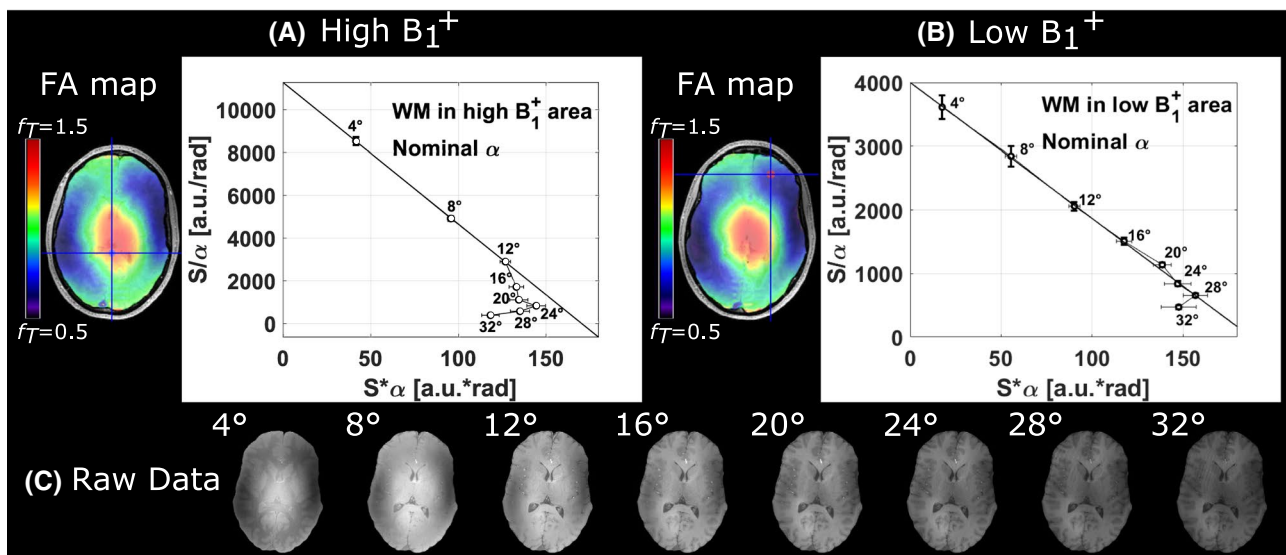 (A) High B₁⁺
(B) Low B₁⁺
FA map
f_T=1.5
f_T=0.5
S/α [a.u./rad]
10000
8000
6000
4000
2000
0
WM in high B₁⁺ area
Nominal α
4°
8°
12°
16°
20°
24°
28°
32°
0 50 100 150
S*α [a.u.*rad]
FA map
f_T=1.5
f_T=0.5
S/α [a.u./rad]
4000
3000
2000
1000
0
WM in low B₁⁺ area
Nominal α
4°
8°
12°
16°
20°
24°
28°
32°
0 50 100 150
S*α [a.u.*rad]
4° 8° 12° 16° 20° 24° 28° 32°
(C) Raw Data